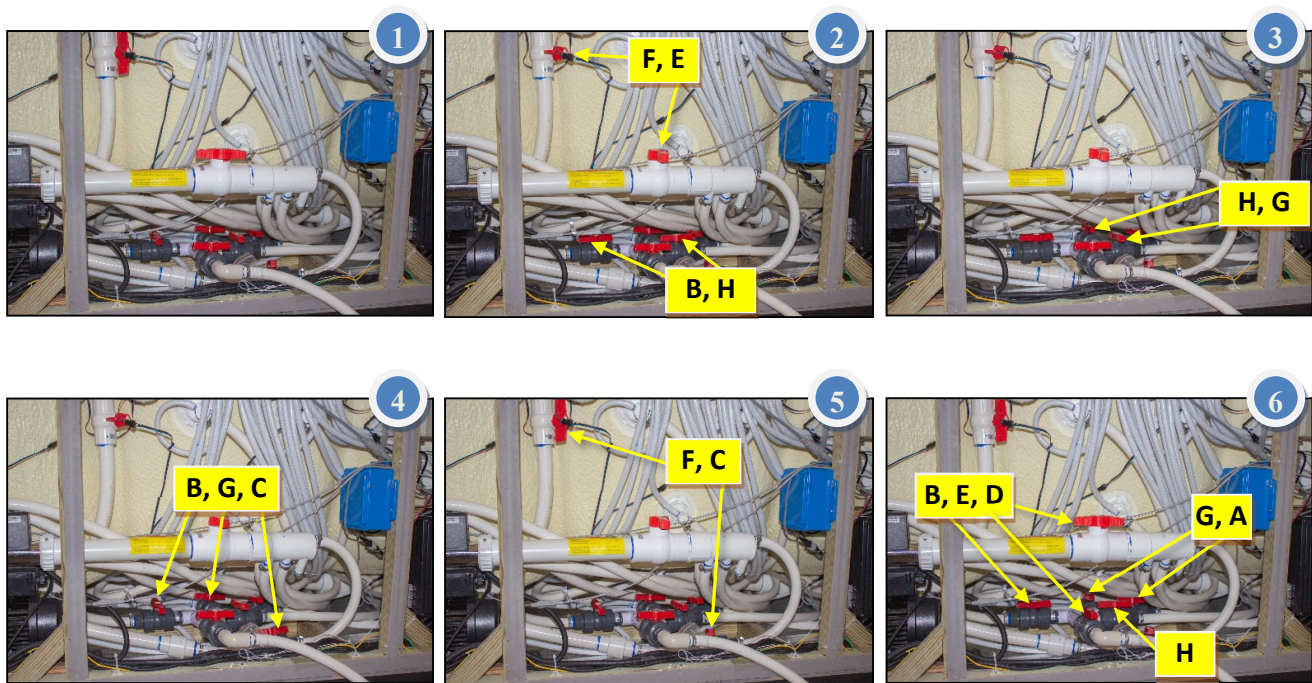 1
2
3
F, E
H, G
B, H
4
5
6
B, G, C
F, C
B, E, D
G, A
H